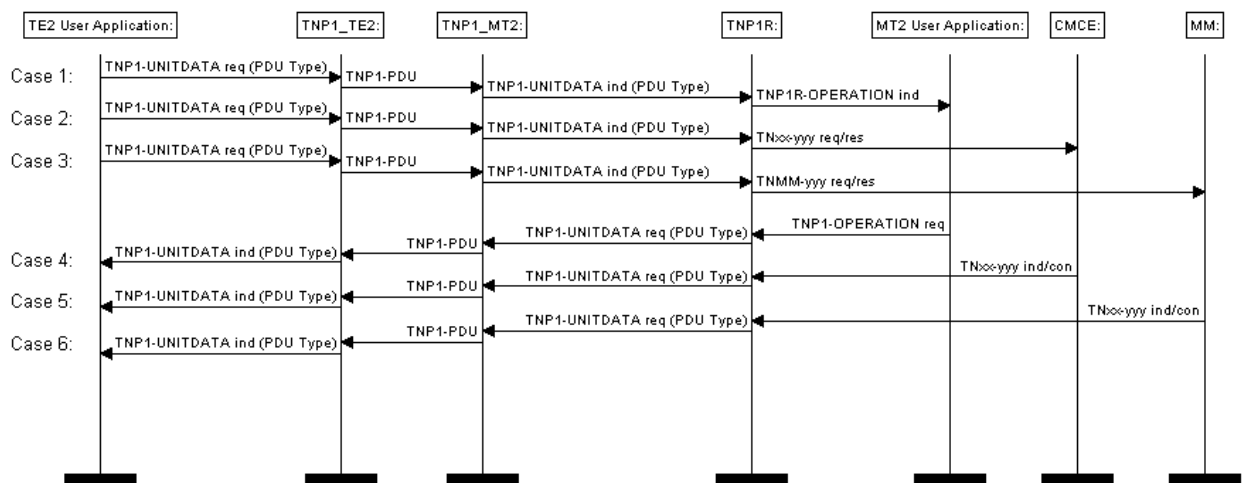 TE2 User Application:
TNP1_TE2:
TNP1_MT2:
TNP1R:
MT2 User Application:
CMCE:
MM:
Case 1:
TNP1-UNITDATA req (PDU Type)
TNP1-PDU
TNP1-UNITDATA ind (PDU Type)
TNP1R-OPERATION ind
Case 2:
TNP1-UNITDATA req (PDU Type)
TNP1-PDU
TNP1-UNITDATA ind (PDU Type)
TNxx-yyy req/res
Case 3:
TNP1-UNITDATA req (PDU Type)
TNP1-PDU
TNP1-UNITDATA ind (PDU Type)
TNMM-yyy req/res
TNP1-OPERATION req
TNP1-UNITDATA req (PDU Type)
TNP1-PDU
TNP1-UNITDATA ind (PDU Type)
Case 4:
TNxx-yyy ind/con
TNP1-UNITDATA req (PDU Type)
TNP1-PDU
TNP1-UNITDATA ind (PDU Type)
Case 5:
TNxx-yyy ind/con
TNP1-UNITDATA req (PDU Type)
TNP1-PDU
TNP1-UNITDATA ind (PDU Type)
Case 6: